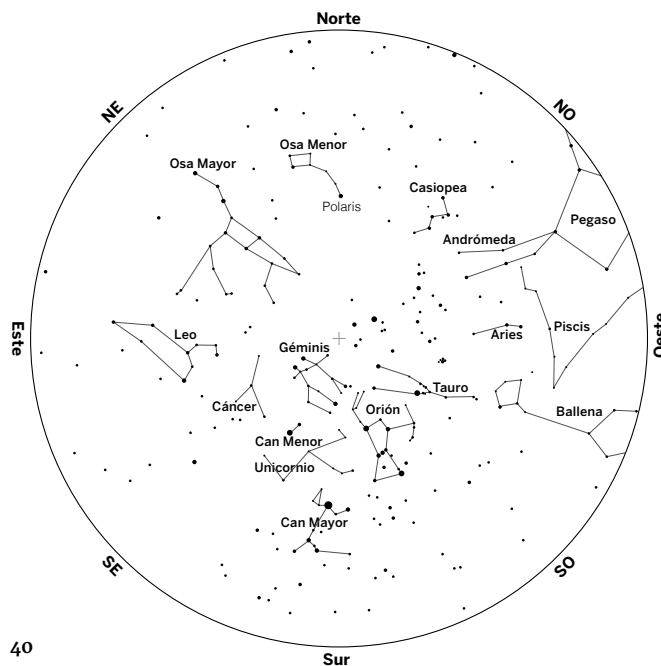 Norte
NE
NO
Osa Menor
Osa Mayor
Polaris
Casiopea
Pegaso
Andrómeda
Este
Leo
Géminis
Aries
Piscis
Oeste
Tauro
Cáncer
Orión
Ballena
Can Menor
Unicornio
Can Mayor
SE
SO
40
Sur